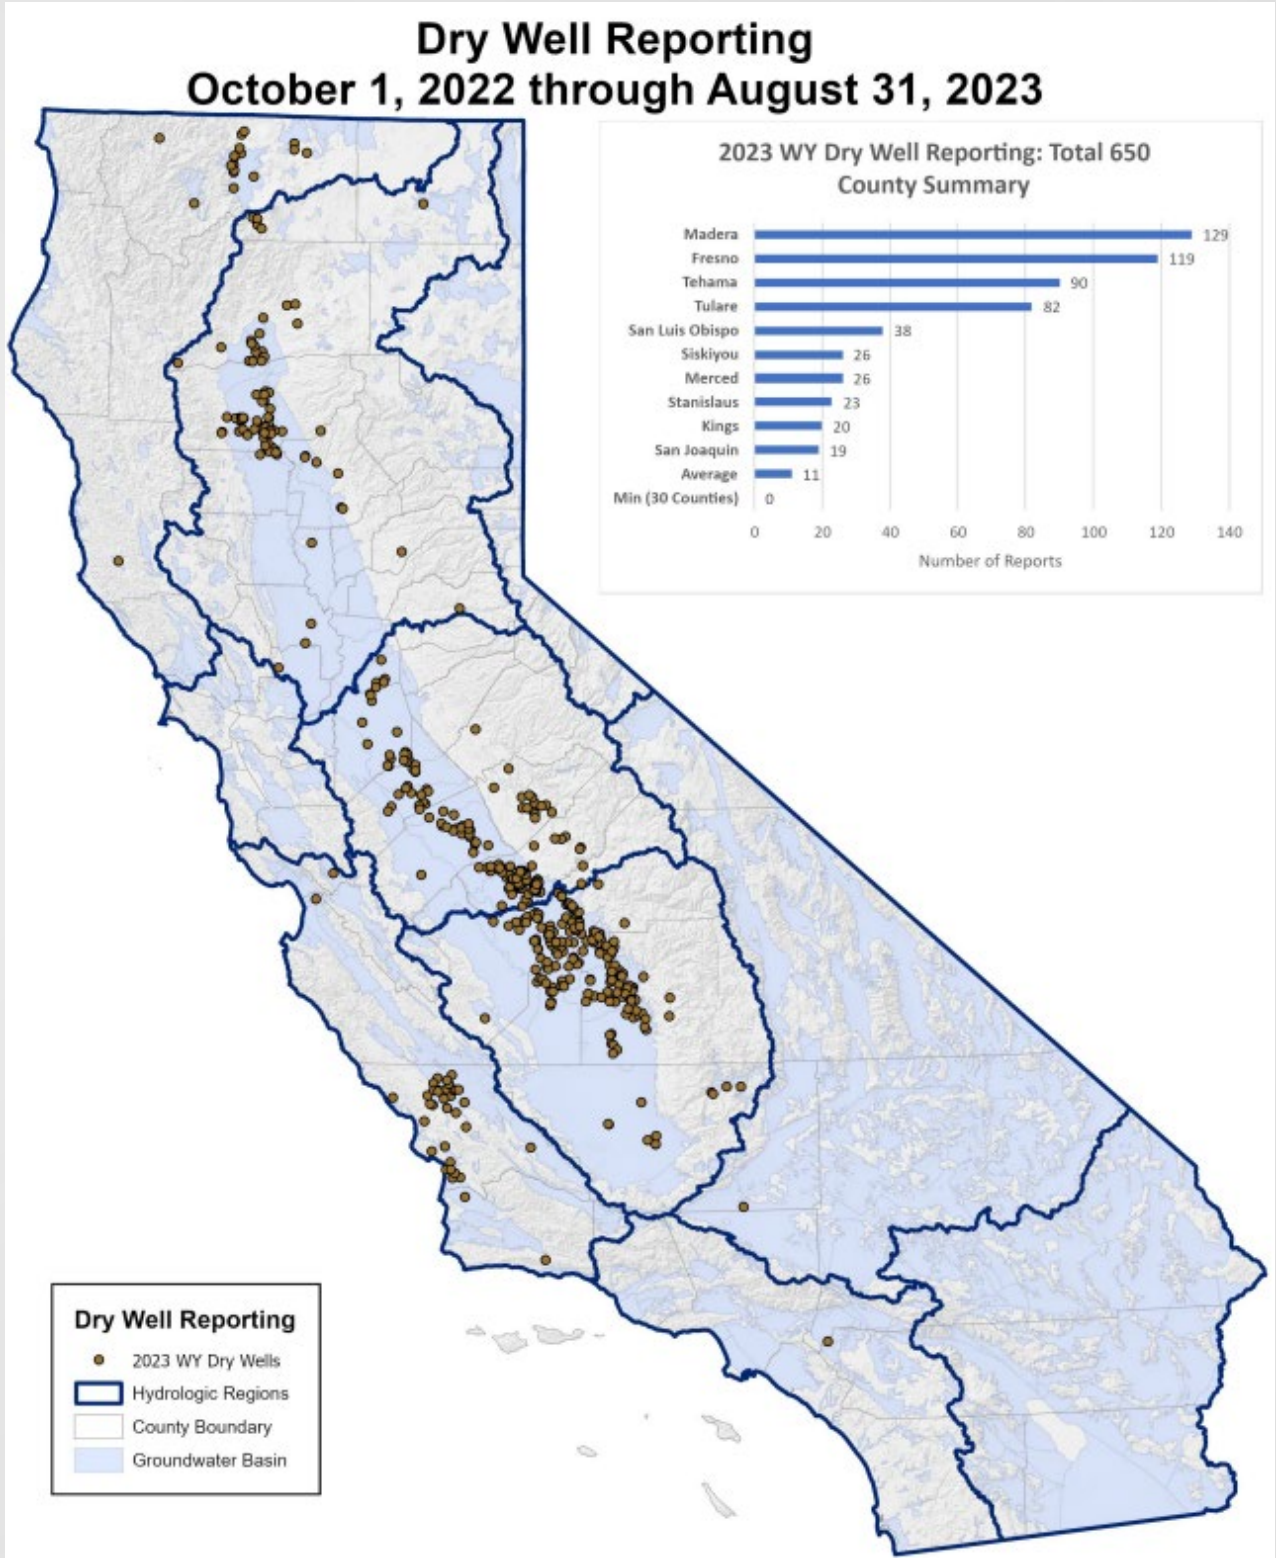 Dry Well Reporting
October 1, 2022 through August 31, 2023
2023 WY Dry Well Reporting: Total 650
County Summary
Madera 129
Fresno 119
Tehama 90
Tulare 82
San Luis Obispo 38
Siskiyou 26
Merced 26
Stanislaus 23
Kings 20
San Joaquin 19
Average 11
Min (30 Counties) 0
0 20 40 60 80 100 120 140
Number of Reports
Dry Well Reporting
2023 WY Dry Wells
Hydrologic Regions
County Boundary
Groundwater Basin